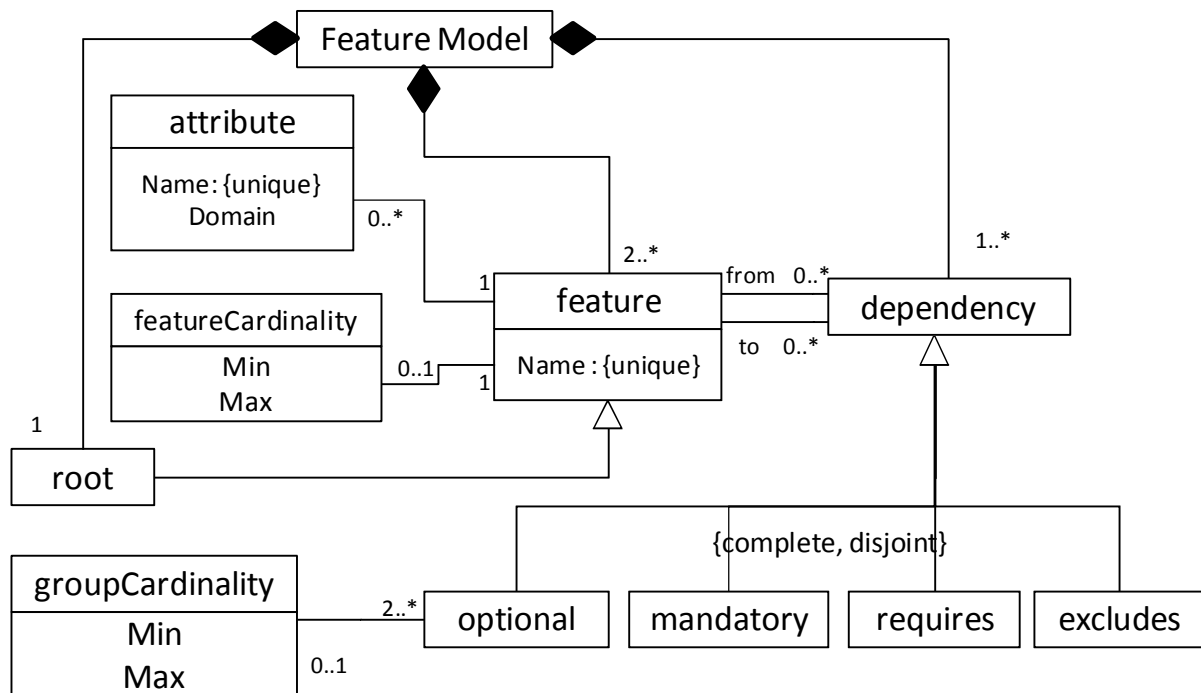 Feature Model
attribute
Name: {unique}
Domain
0..*
2..*
1..*
1
feature
Name : {unique}
from 0..*
to 0..*
dependency
featureCardinality
Min
Max
0..1
1
1
root
{complete, disjoint}
groupCardinality
Min
Max
2..*
0..1
optional
mandatory
requires
excludes